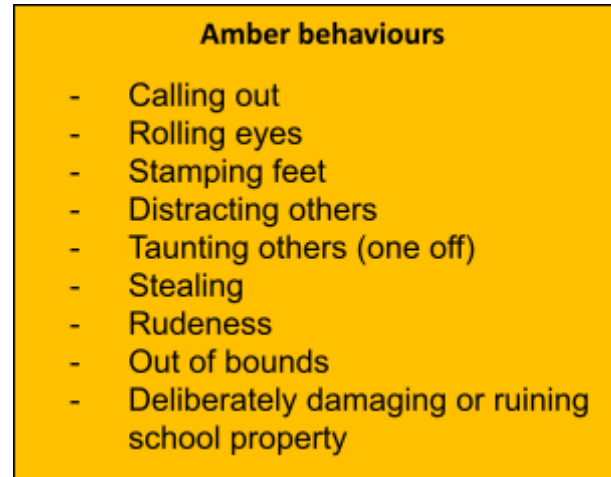 Amber behaviours
- Calling out
- Rolling eyes
- Stamping feet
- Distracting others
- Taunting others (one off)
- Stealing
- Rudeness
- Out of bounds
- Deliberately damaging or ruining
school property